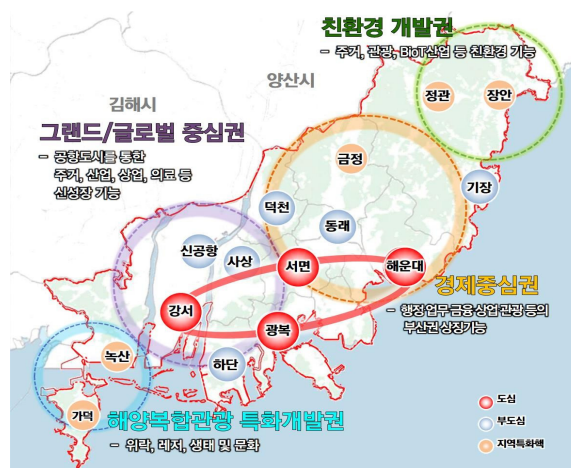 친환경 개발권
- 주거, 관광, BIoT산업 등 친환경 기능
양산시
김해시
정관
장안
그랜드/글로벌 중심권
- 공항도시를 통한
주거, 산업, 상업, 의료 등
신성장 기능
금정
기장
덕천
동래
신공항
사상
서면
해운대
경제중심권
- 행정·업무·금융·상업·관광 등의
부산권 상징기능
강서
광복
녹산
하단
가덕
해양복합관광 특화개발권
- 위락, 레저, 생태 및 문화
도심
부도심
지역특화핵